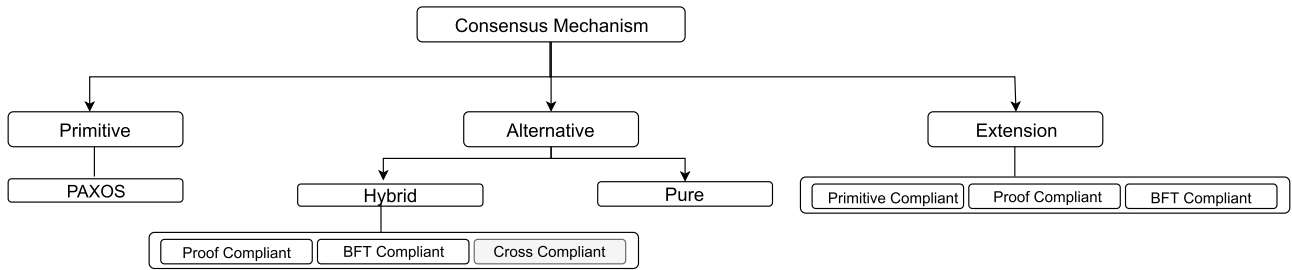 Consensus Mechanism
Primitive
Alternative
Extension
PAXOS
Hybrid
Pure
Primitive Compliant
Proof Compliant
BFT Compliant
Proof Compliant
BFT Compliant
Cross Compliant